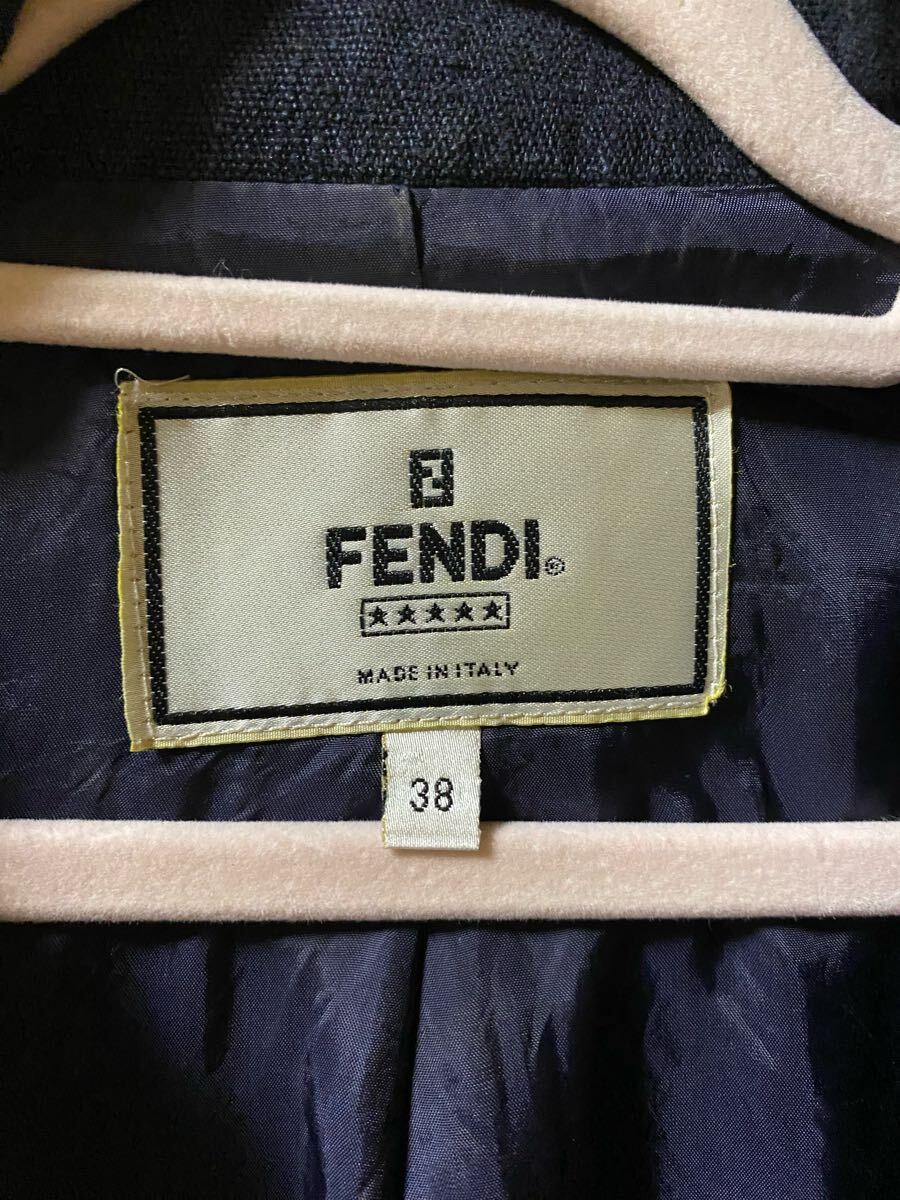 FENDI®
★★★★★
MADE IN ITALY
38